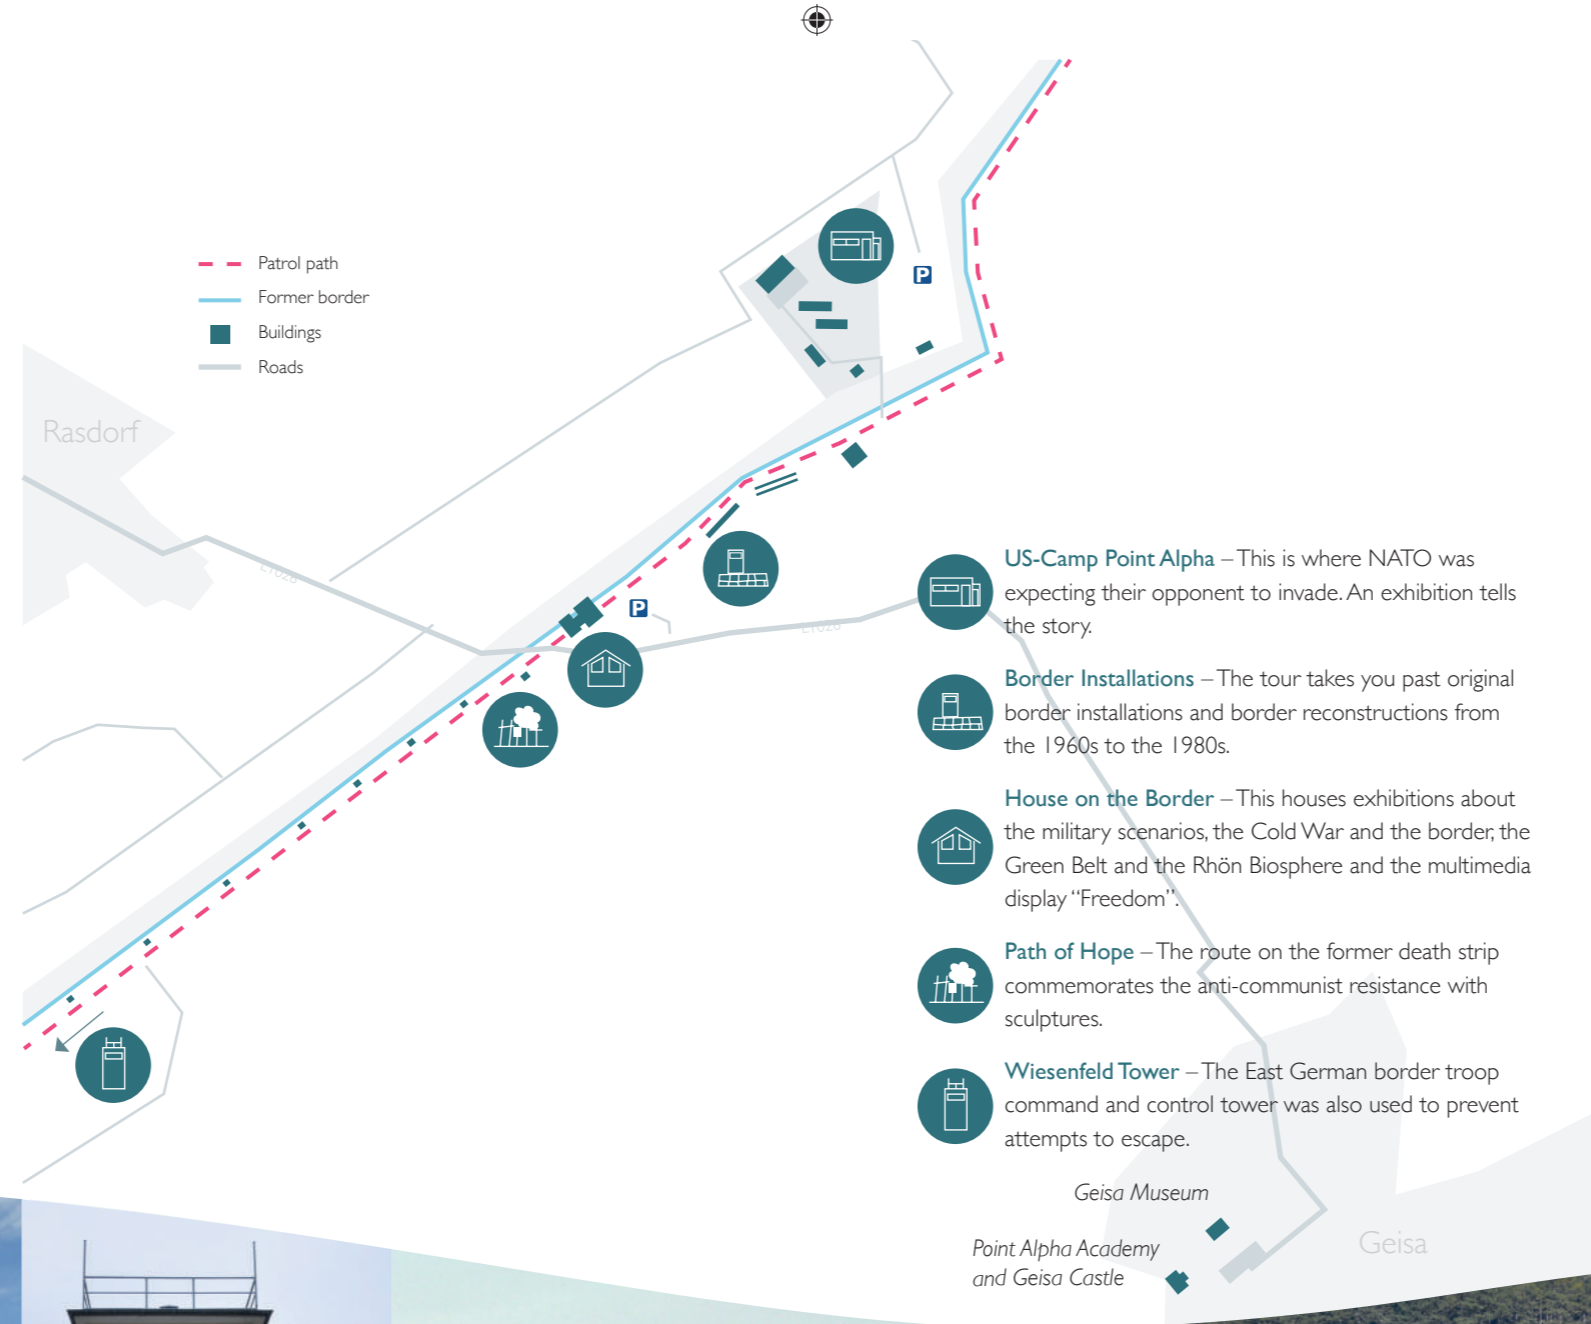 P
Patrol path
Former border
Buildings
Roads
Rasdorf
P
US-Camp Point Alpha – This is where NATO was
expecting their opponent to invade. An exhibition tells
the story.
Border Installations – The tour takes you past original
border installations and border reconstructions from
the 1960s to the 1980s.
House on the Border – This houses exhibitions about
the military scenarios, the Cold War and the border, the
Green Belt and the Rhön Biosphere and the multimedia
display “Freedom”.
Path of Hope – The route on the former death strip
commemorates the anti-communist resistance with
sculptures.
Wiesenfeld Tower – The East German border troop
command and control tower was also used to prevent
attempts to escape.
Geisa Museum
Point Alpha Academy
and Geisa Castle
Geisa